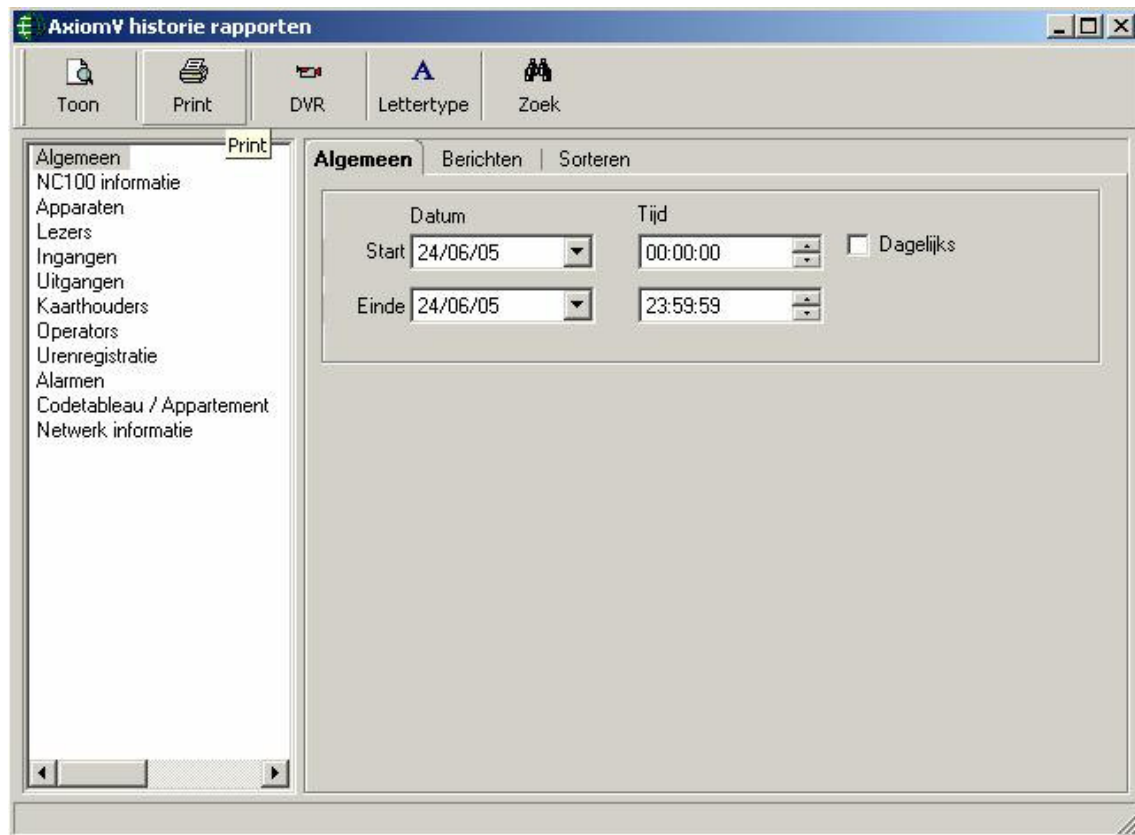 AxiomV historie rapporten
Toon
Print
DVR
Lettertype
Zoek
Print
Algemeen
NC100 informatie
Apparaten
Lezers
Ingangen
Uitgangen
Kaarthouders
Operators
Urenregistratie
Alarmen
Codetableau / Appartement
Netwerk informatie
Algemeen Berichten Sorteren
Datum Tijd
Start 24/06/05 00:00:00 Dagelijks
Einde 24/06/05 23:59:59